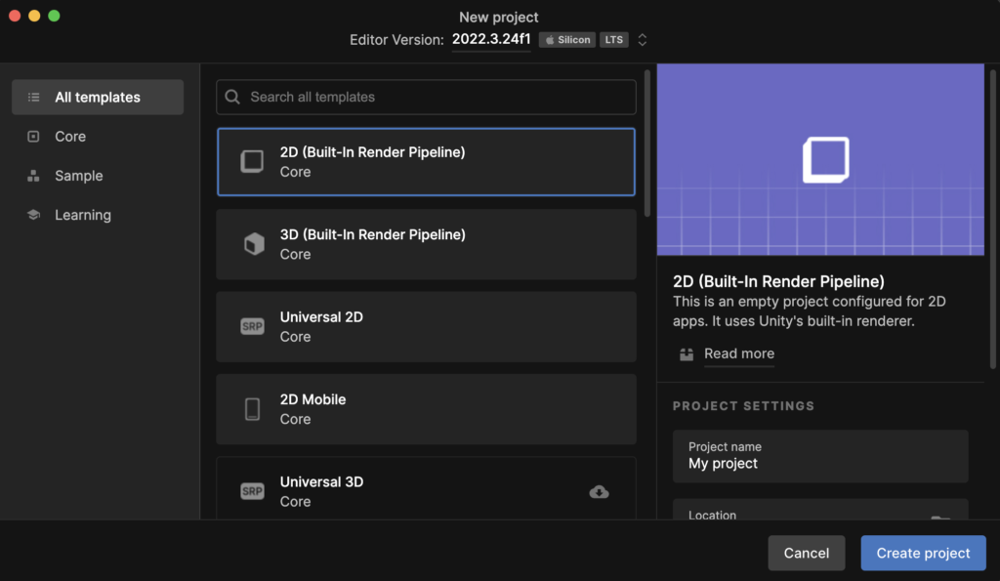 New project
Editor Version: 2022.3.24f1 Silicon LTS
All templates
Core
Sample
Learning
Search all templates
2D (Built-In Render Pipeline)
Core
3D (Built-In Render Pipeline)
Core
SRP
Universal 2D
Core
2D Mobile
Core
SRP
Universal 3D
Core
2D (Built-In Render Pipeline)
This is an empty project configured for 2D
apps. It uses Unity's built-in renderer.
Read more
PROJECT SETTINGS
Project name
My project
Location
Cancel
Create project